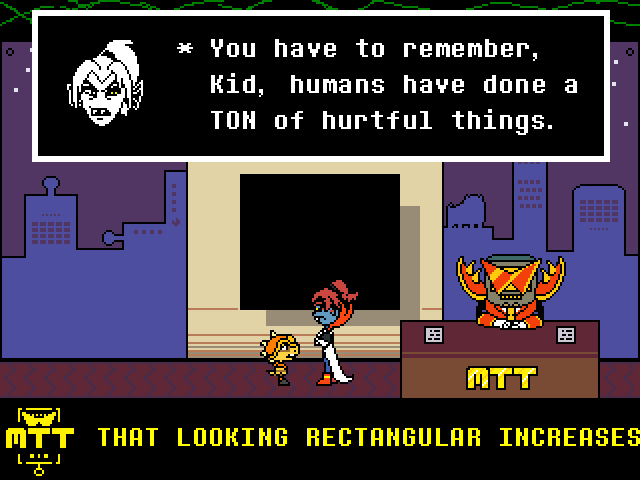 * You have to remember,
Kid, humans have done a
TON of hurtful things.
MTT
MTT THAT LOOKING RECTANGULAR INCREASES